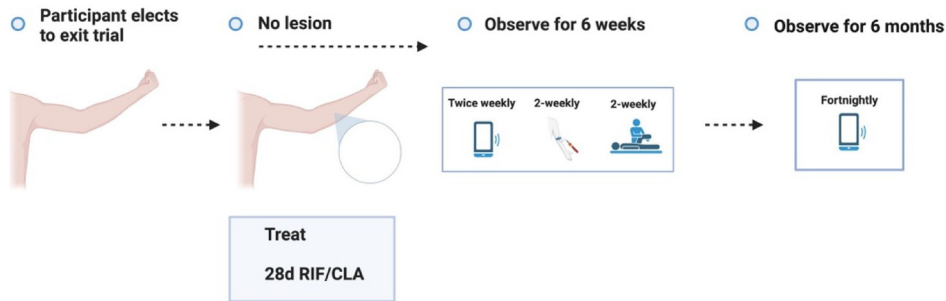 Participant elects
to exit trial
No lesion
Observe for 6 weeks
Observe for 6 months
Twice weekly
2-weekly
2-weekly
Fortnightly
Treat
28d RIF/CLA